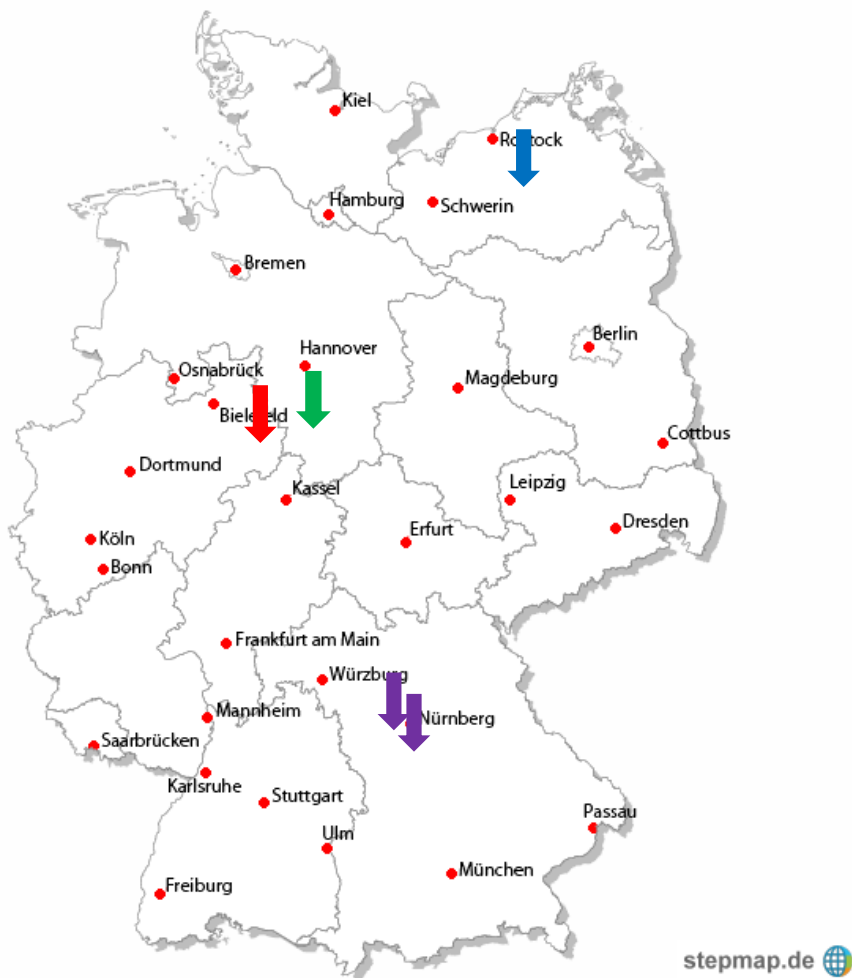 Kiel
Rostock
Hamburg
Schwerin
Bremen
Berlin
Hannover
Osnabrück
Magdeburg
Bielefeld
Cottbus
Dortmund
Leipzig
Kassel
Dresden
Erfurt
Köln
Bonn
Frankfurt am Main
Würzburg
Mannheim
Nürnberg
Saarbrücken
Karlsruhe
Stuttgart
Passau
Ulm
München
Freiburg
stepmap.de